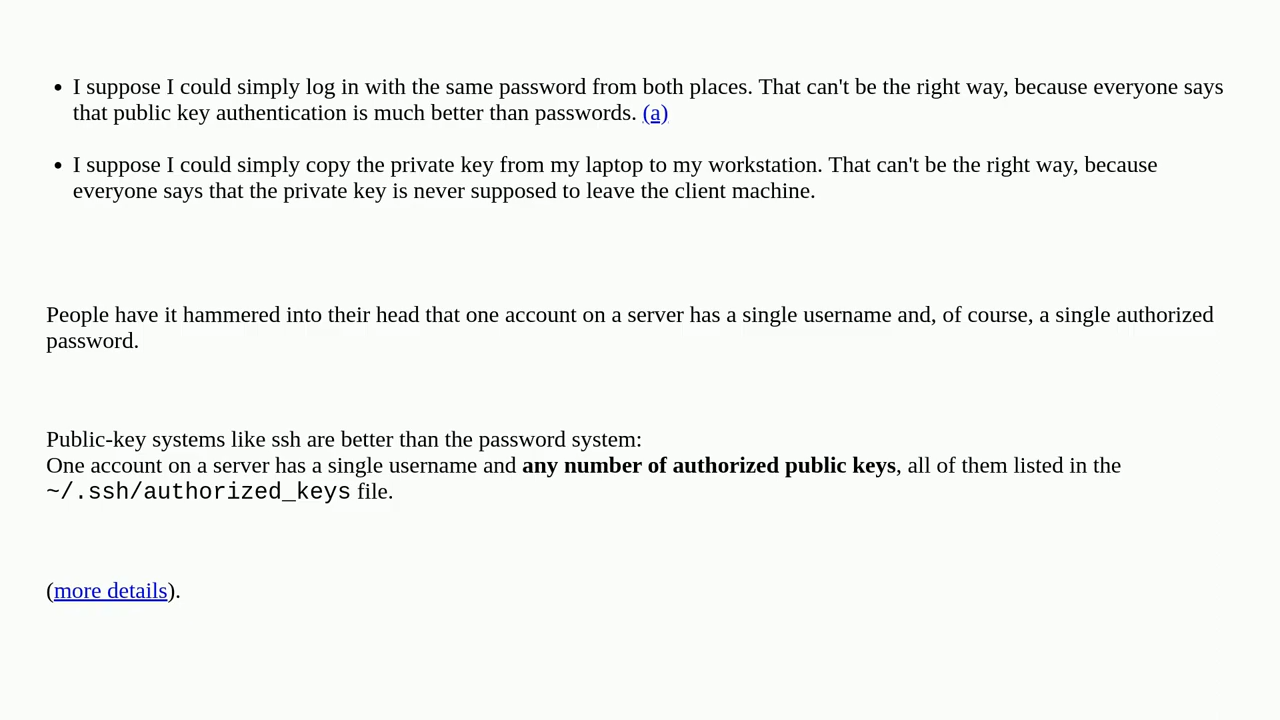 • I suppose I could simply log in with the same password from both places. That can't be the right way, because everyone says
that public key authentication is much better than passwords. (a)
• I suppose I could simply copy the private key from my laptop to my workstation. That can't be the right way, because
everyone says that the private key is never supposed to leave the client machine.
People have it hammered into their head that one account on a server has a single username and, of course, a single authorized
password.
Public-key systems like ssh are better than the password system:
One account on a server has a single username and any number of authorized public keys, all of them listed in the
~/.ssh/authorized_keys file.
(more details).